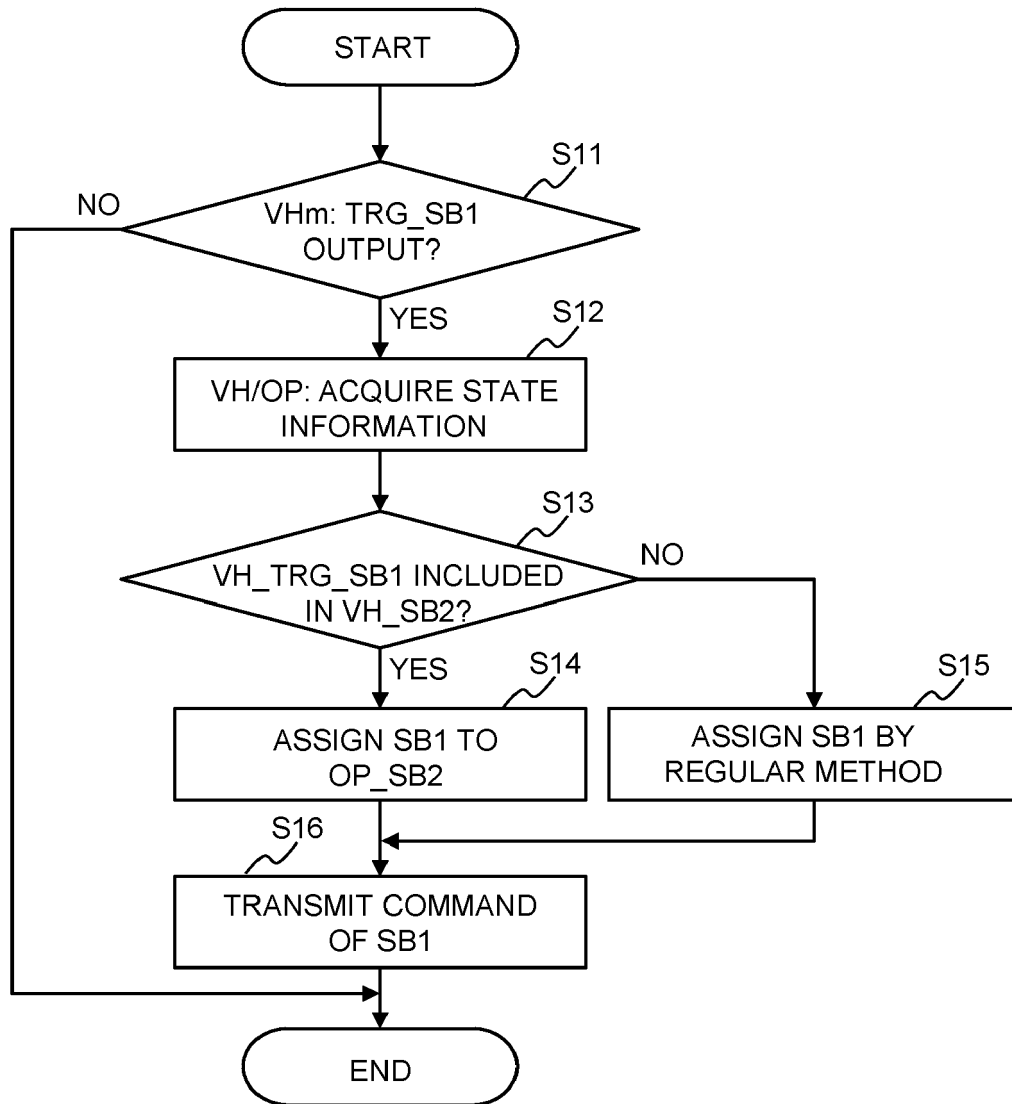 START
S11
NO
VHm: TRG_SB1
OUTPUT?
YES
S12
VH/OP: ACQUIRE STATE
INFORMATION
S13
NO
VH_TRG_SB1 INCLUDED
IN VH_SB2?
YES
S14
S15
ASSIGN SB1 TO
OP_SB2
ASSIGN SB1 BY
REGULAR METHOD
S16
TRANSMIT COMMAND
OF SB1
END